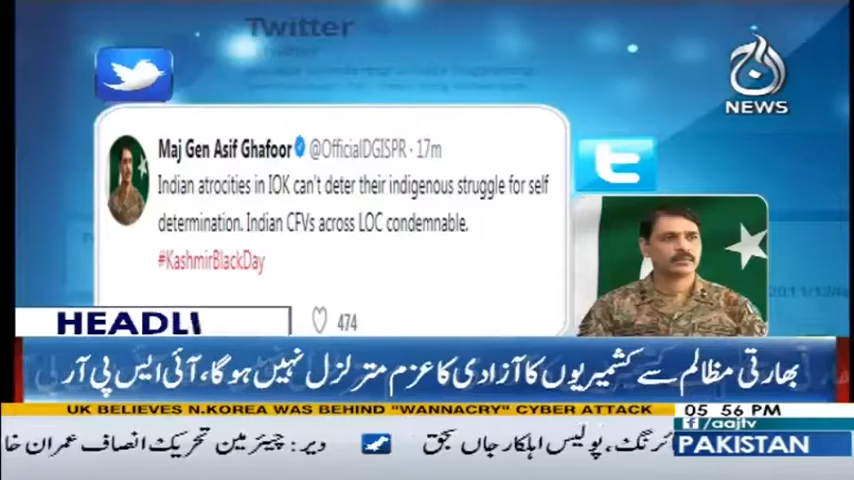 Twitter
آج
NEWS
Maj Gen Asif Ghafoor @OfficialDGISPR · 17m
Indian atrocities in IOK can't deter their indigenous struggle for self
determination. Indian CFVs across LOC condemnable.
#KashmirBlackDay
474
HEADLI
بھارتی مظالم سے کشمیریوں کا آزادی کا عزم متزلزل نہیں ہوگا، آئی ایس پی آر
UK BELIEVES N.KOREA WAS BEHIND "WANNACRY" CYBER ATTACK
05 56 PM
/aajtv
ئرنگ، پولیس اہلکار جاں بحق دیر: چیئرمین تحریک انصاف عمران خا
PAKISTAN